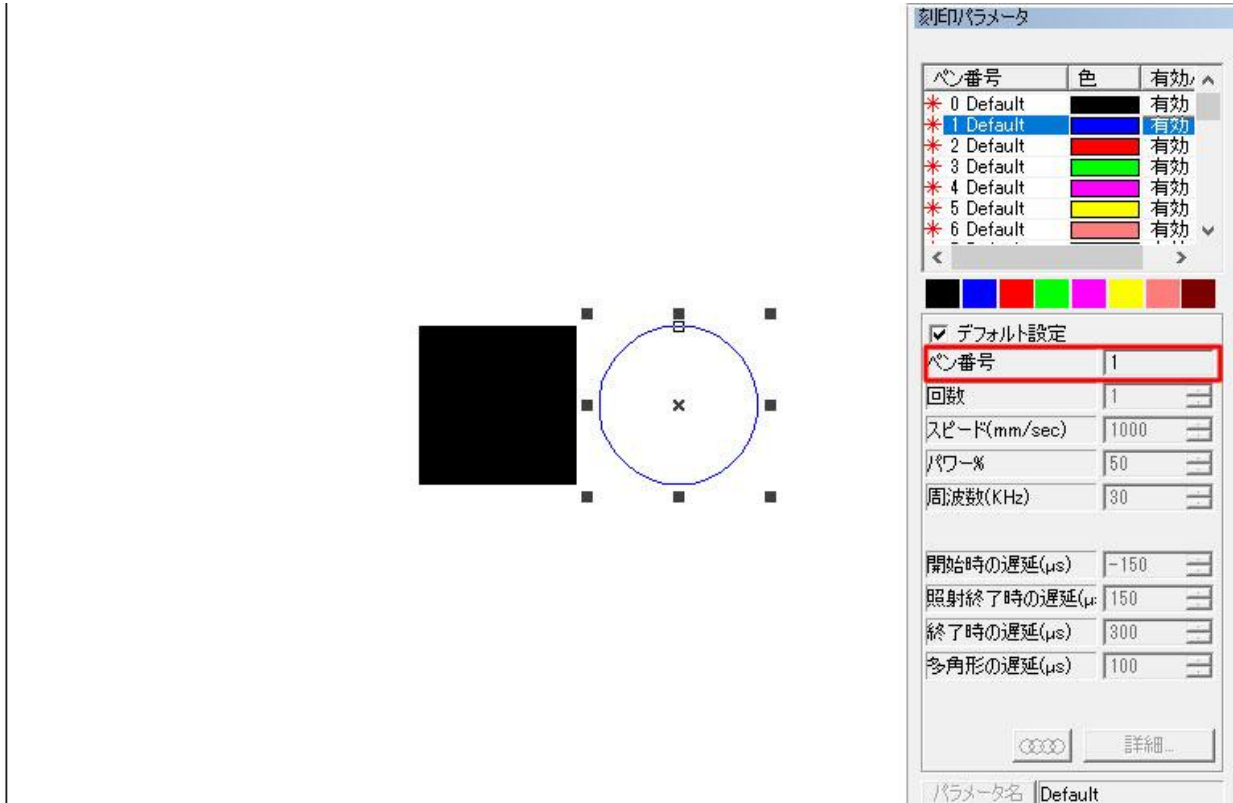 刻印パラメータ
ペン番号 色 有効/
0 Default 有効
1 Default 有効
2 Default 有効
3 Default 有効
4 Default 有効
5 Default 有効
6 Default 有効
デフォルト設定
ペン番号 1
回数 1
スピード(mm/sec) 1000
パワー% 50
周波数(KHz) 30
開始時の遅延(μs) -150
照射終了時の遅延(μ 150
終了時の遅延(μs) 300
多角形の遅延(μs) 100
詳細...
パラメータ名 Default